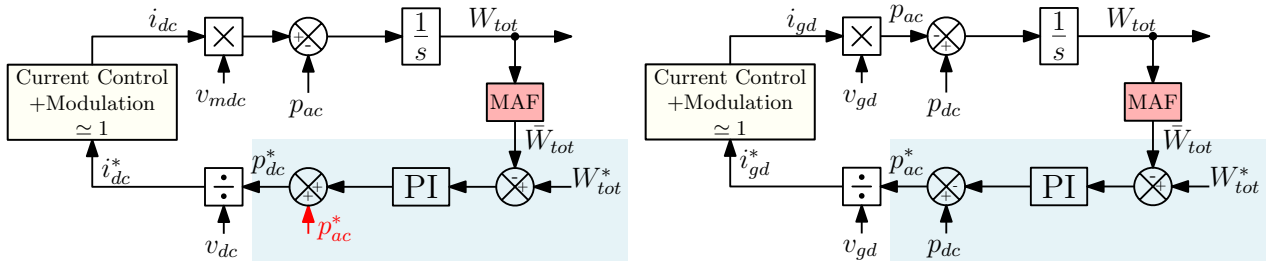 i_dc
W_tot
× + - 1/s
Current Control
+Modulation
≃ 1
v_mdc
p_ac
MAF
W̄_tot
i*_dc
p*_dc
÷ + + PI - +
W*_tot
v_dc
p*_ac
i_gd
p_ac
W_tot
× - + 1/s
Current Control
+Modulation
≃ 1
v_gd
p_dc
MAF
W̄_tot
i*_gd
p*_ac
÷ - + PI - +
W*_tot
v_gd
p_dc